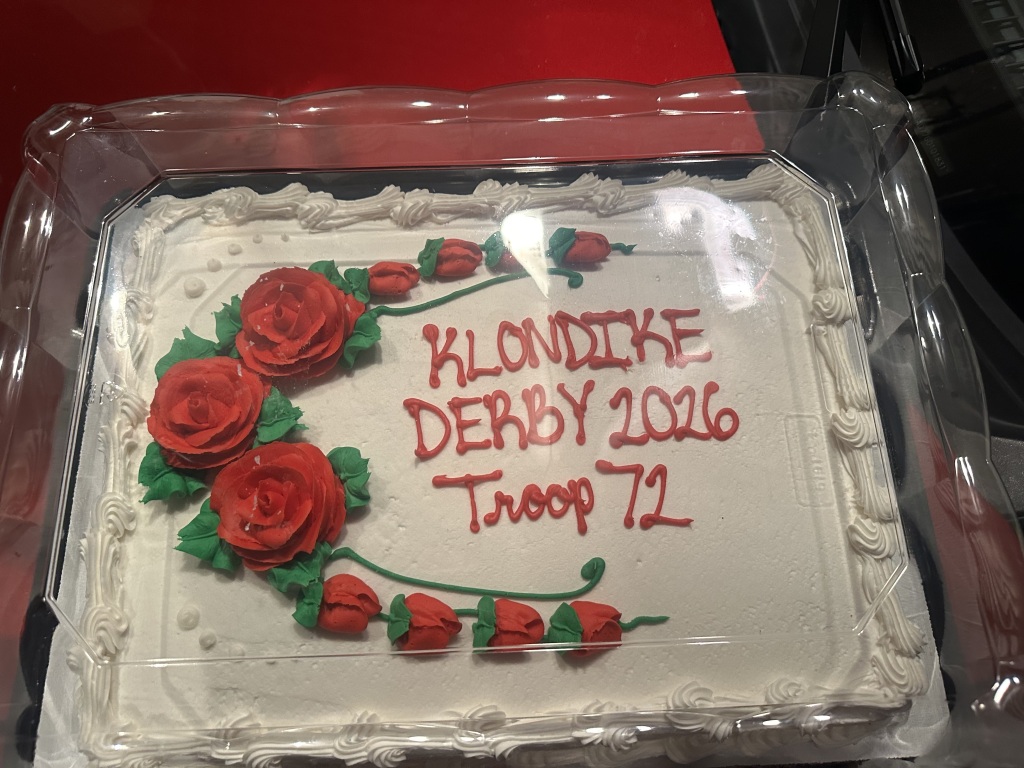 KLONDIKE
DERBY 2026
Troop 72